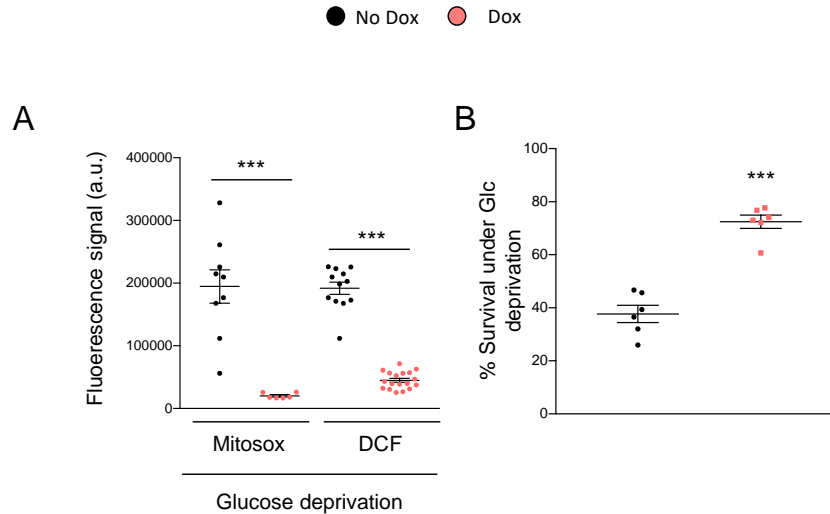 No Dox Dox
A
B
Fluoerescence signal (a.u.)
400000
300000
200000
100000
0
***
***
Mitosox DCF
Glucose deprivation
% Survival under Glc
deprivation
100
80
60
40
20
0
***